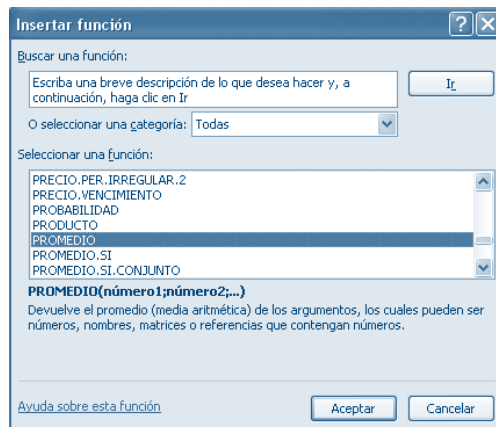 Insertar función
Buscar una función:
Escriba una breve descripción de lo que desea hacer y, a
continuación, haga clic en Ir
Ir
O seleccionar una categoría: Todas
Seleccionar una función:
PRECIO.PER.IRREGULAR.2
PRECIO.VENCIMIENTO
PROBABILIDAD
PRODUCTO
PROMEDIO
PROMEDIO.SI
PROMEDIO.SI.CONJUNTO
PROMEDIO(número1;número2;...)
Devuelve el promedio (media aritmética) de los argumentos, los cuales pueden ser
números, nombres, matrices o referencias que contengan números.
Ayuda sobre esta función
Aceptar
Cancelar